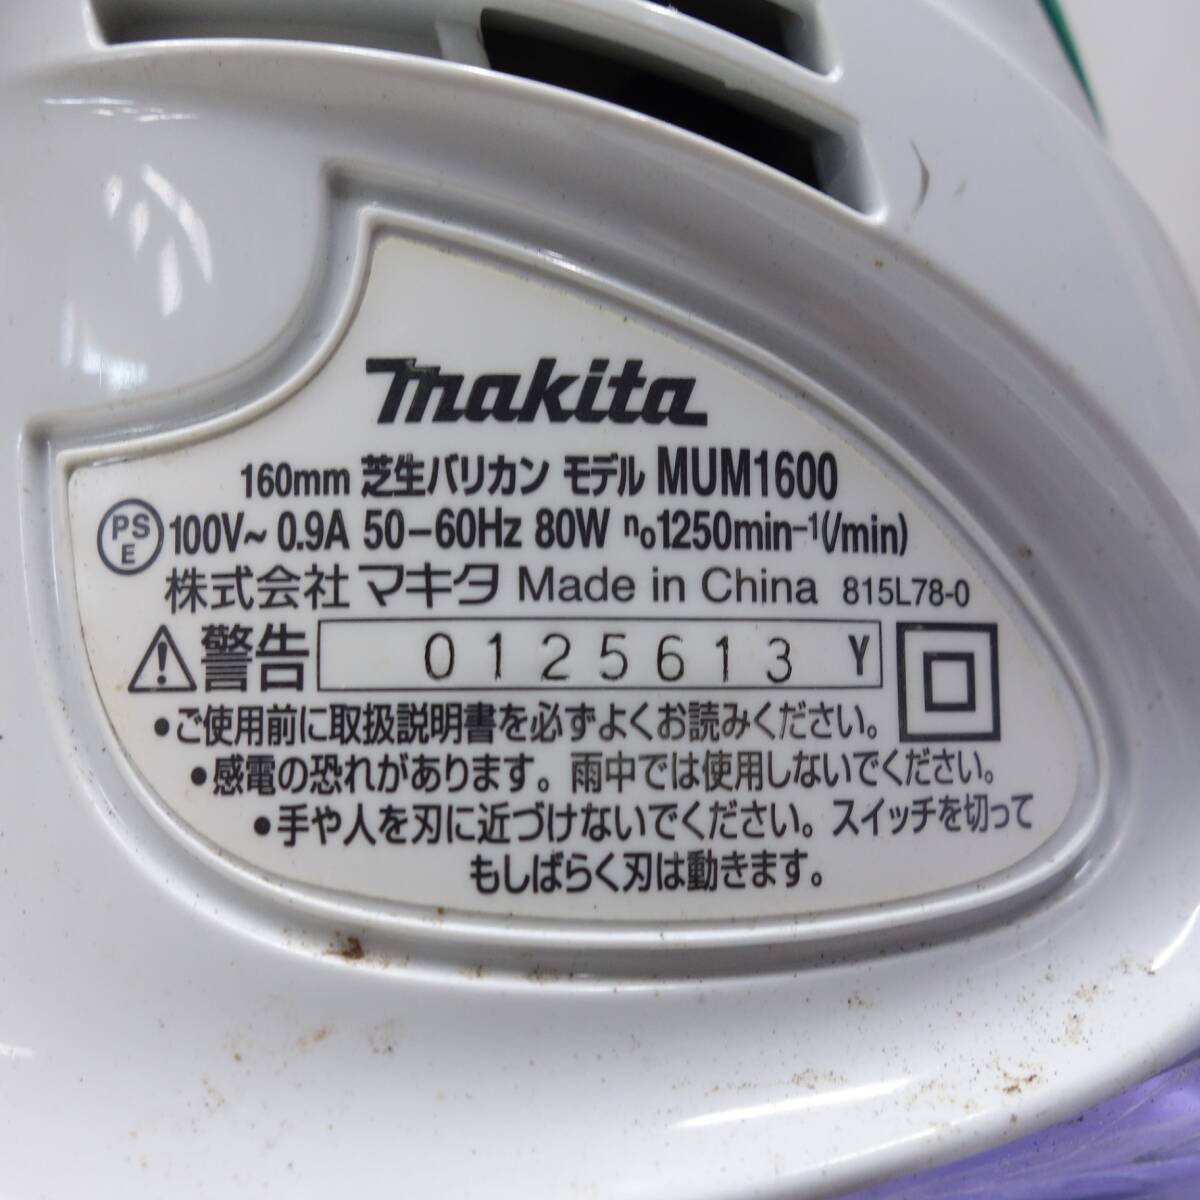 makita
160mm 芝生バリカン モデル MUM1600
PS E 100V~ 0.9A 50-60Hz 80W n₀1250min⁻¹(/min)
株式会社 マキタ Made in China 815L78-0
警告 0125613 Y
•ご使用前に取扱説明書を必ずよくお読みください。
•感電の恐れがあります。雨中では使用しないでください。
•手や人を刃に近づけないでください。スイッチを切って
もしばらく刃は動きます。